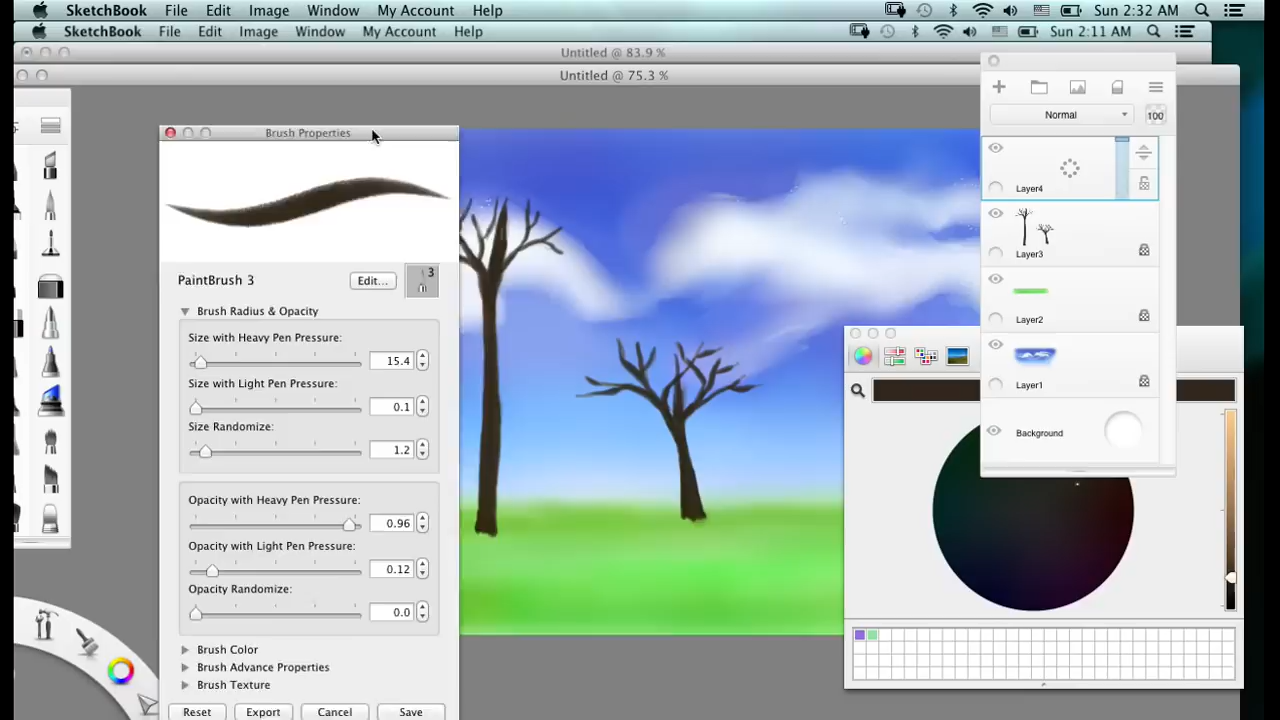 SketchBook File Edit Image Window My Account Help Sun 2:32 AM
SketchBook File Edit Image Window My Account Help Sun 2:11 AM
Untitled @ 83.9 %
Untitled @ 75.3 %
Brush Properties
PaintBrush 3 Edit... 3
Brush Radius & Opacity
Size with Heavy Pen Pressure:
15.4
Size with Light Pen Pressure:
0.1
Size Randomize:
1.2
Opacity with Heavy Pen Pressure:
0.96
Opacity with Light Pen Pressure:
0.12
Opacity Randomize:
0.0
Brush Color
Brush Advance Properties
Brush Texture
Reset Export Cancel Save
Normal 100
Layer4
Layer3
Layer2
Layer1
Background